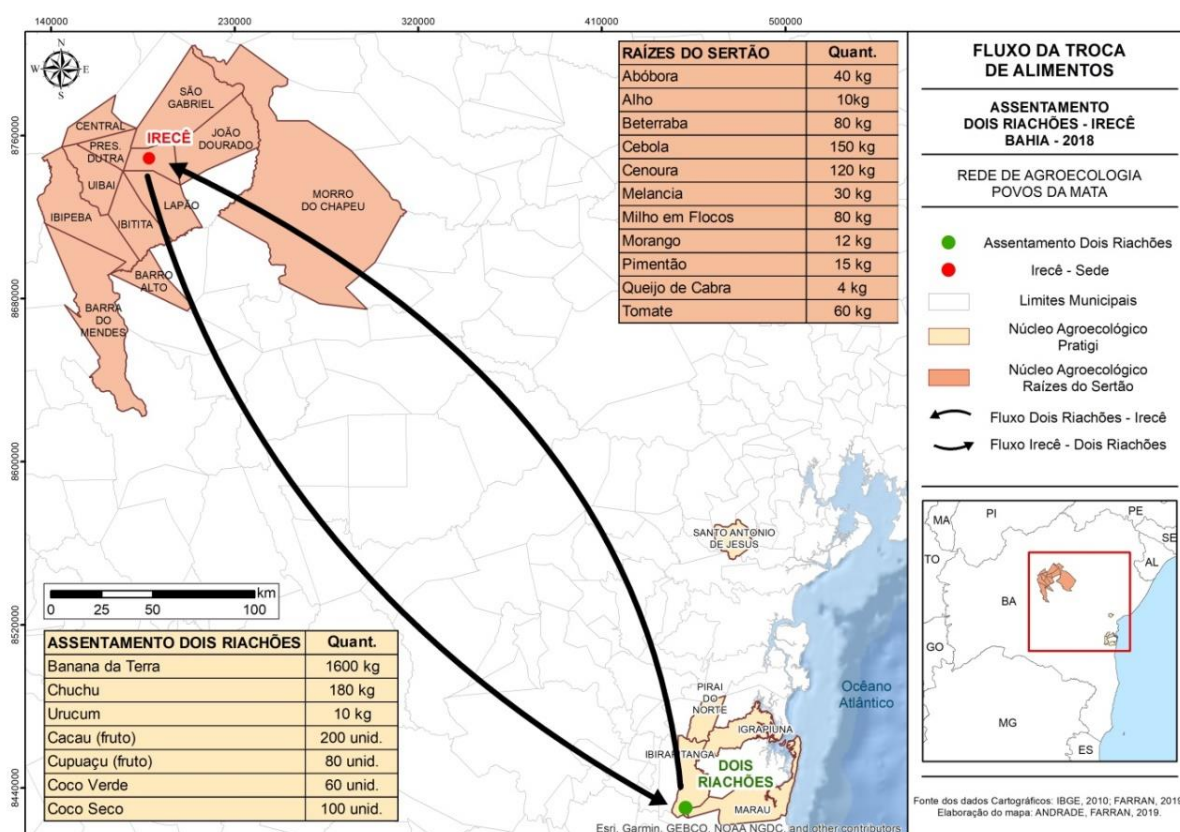 140000 230000 320000 410000 500000
8760000
8680000
8600000
8520000
8440000
N
W E
S
SÃO
GABRIEL
CENTRAL
IRECÊ
JOÃO
DOURADO
PRES.
DUTRA
UIBAI
LAPÃO
MORRO
DO CHAPEU
IBIPEBA
IBITITA
BARRO
ALTO
BARRA
DO
MENDES
RAÍZES DO SERTÃO Quant.
Abóbora 40 kg
Alho 10kg
Beterraba 80 kg
Cebola 150 kg
Cenoura 120 kg
Melancia 30 kg
Milho em Flocos 80 kg
Morango 12 kg
Pimentão 15 kg
Queijo de Cabra 4 kg
Tomate 60 kg
SANTO ANTONIO
DE JESUS
km
0 25 50 100
ASSENTAMENTO DOIS RIACHÕES Quant.
Banana da Terra 1600 kg
Chuchu 180 kg
Urucum 10 kg
Cacau (fruto) 200 unid.
Cupuaçu (fruto) 80 unid.
Coco Verde 60 unid.
Coco Seco 100 unid.
PIRAI
DO
NORTE
IGRAPIUNA
IBIRAPITANGA
DOIS
RIACHÕES
MARAU
Oceâno
Atlântico
Esri, Garmin, GEBCO, NOAA NGDC, and other contributors
FLUXO DA TROCA
DE ALIMENTOS
ASSENTAMENTO
DOIS RIACHÕES - IRECÊ
BAHIA - 2018
REDE DE AGROECOLOGIA
POVOS DA MATA
Assentamento Dois Riachões
Irecê - Sede
Limites Municipais
Núcleo Agroecológico
Pratigi
Núcleo Agroecológico
Raízes do Sertão
Fluxo Dois Riachões - Irecê
Fluxo Irecê - Dois Riachões
MA
PI
PE
SE
AL
TO
BA
GO
MG
ES
Fonte dos dados Cartográficos: IBGE, 2010; FARRAN, 2019
Elaboração do mapa: ANDRADE, FARRAN, 2019.